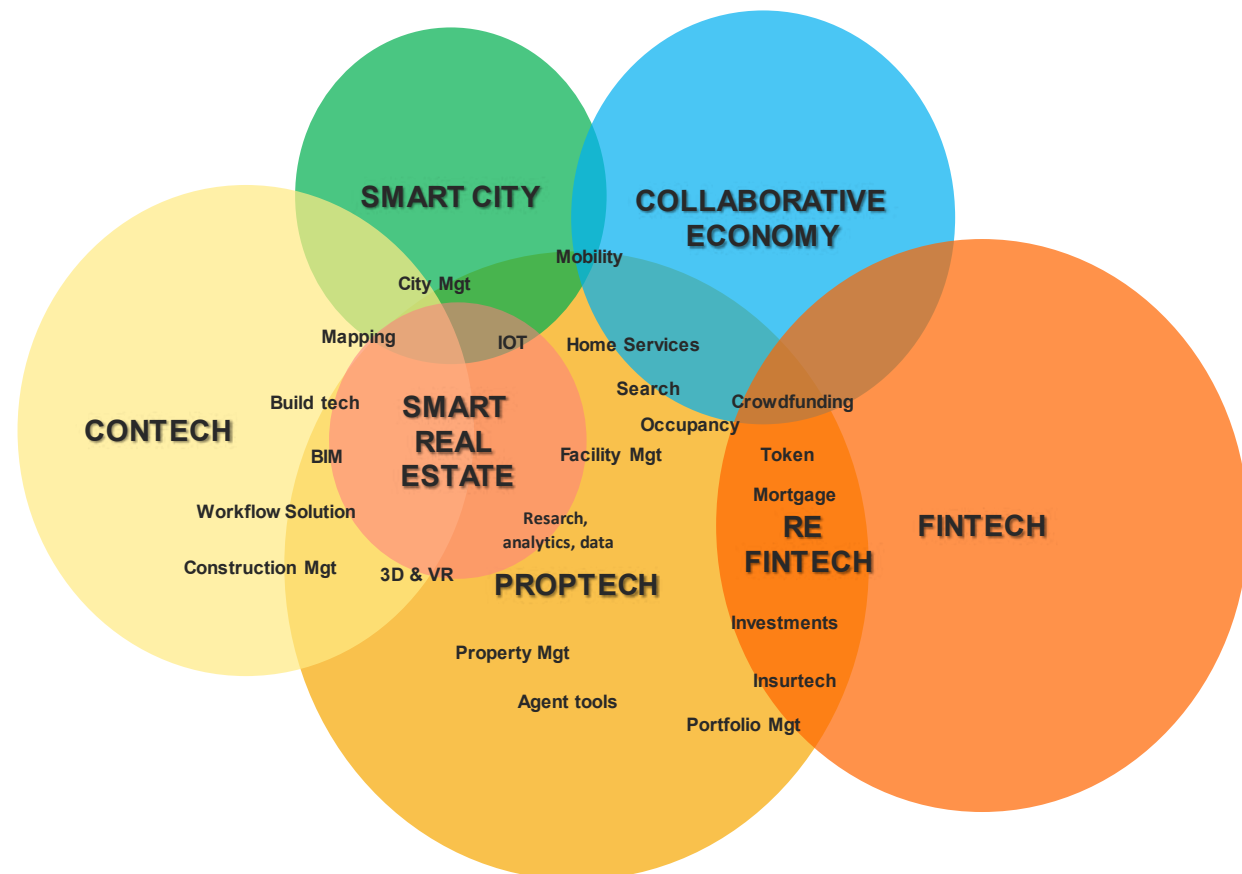 SMART CITY
COLLABORATIVE
ECONOMY
Mobility
City Mgt
Mapping
IOT
Home Services
Search
Build tech
SMART
REAL
ESTATE
Crowdfunding
Occupancy
CONTECH
BIM
Facility Mgt
Token
Mortgage
Workflow Solution
Resarch,
analytics, data
RE
FINTECH
FINTECH
Construction Mgt
3D & VR
PROPTECH
Investments
Property Mgt
Insurtech
Agent tools
Portfolio Mgt